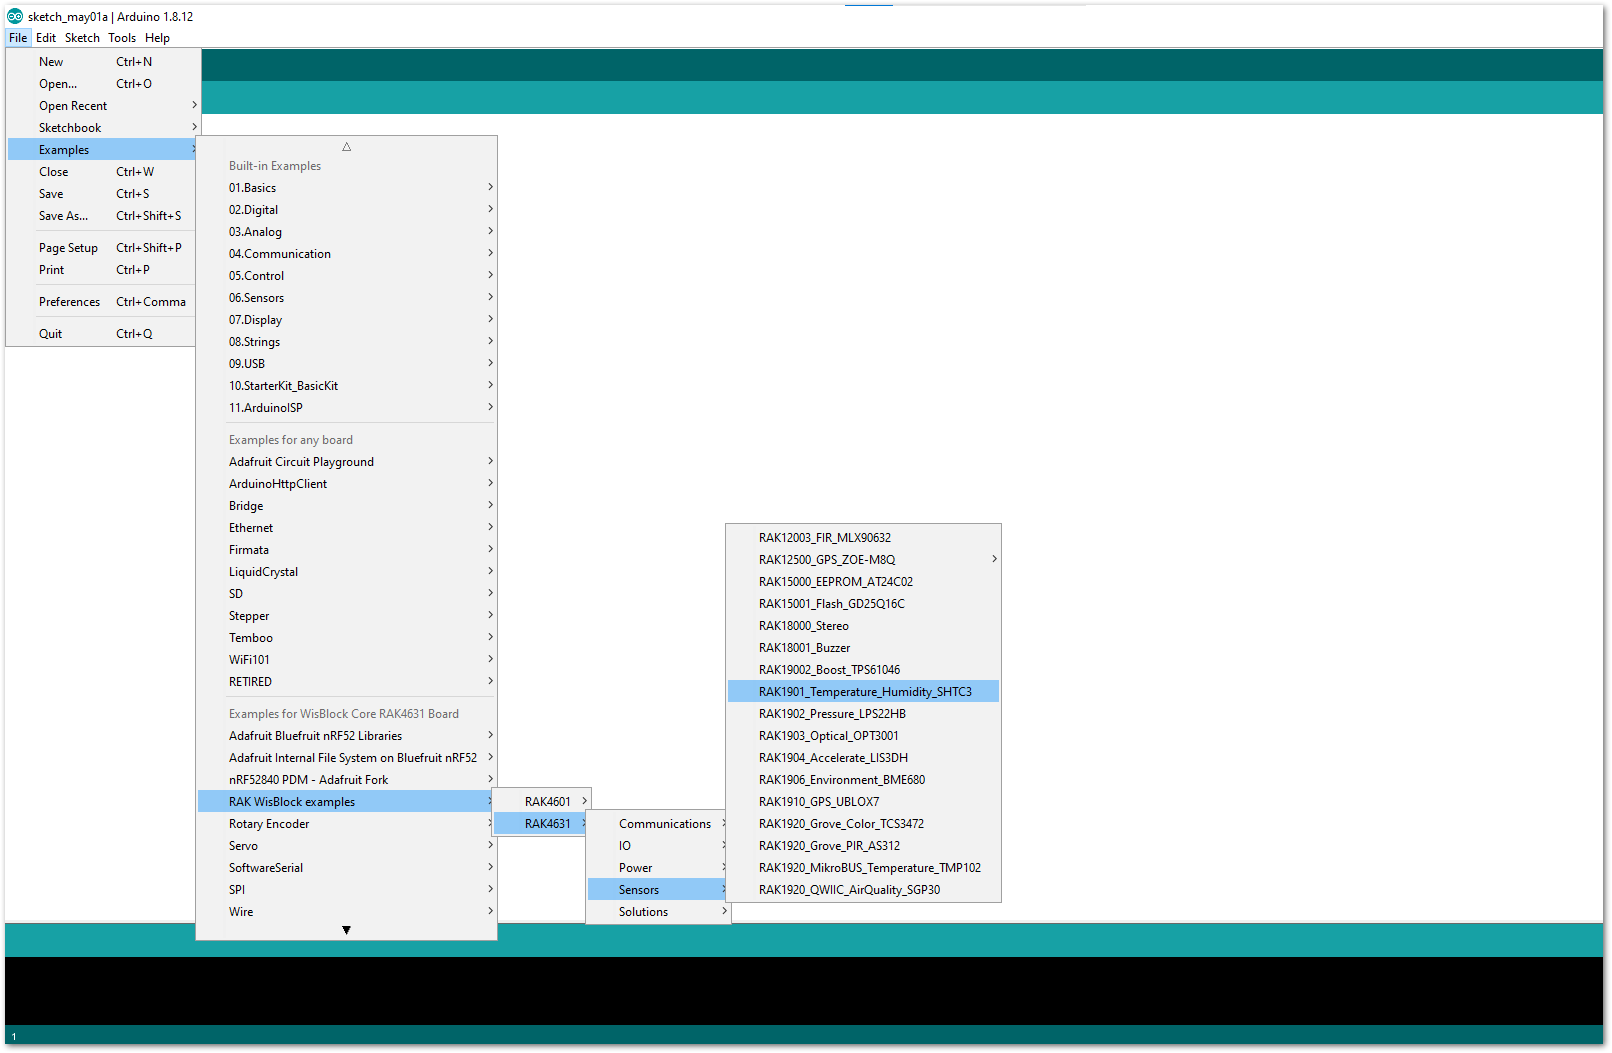 sketch_may01a | Arduino 1.8.12
File Edit Sketch Tools Help
New Ctrl+N
Open... Ctrl+O
Open Recent
Sketchbook
Examples
Close Ctrl+W
Save Ctrl+S
Save As... Ctrl+Shift+S
Page Setup Ctrl+Shift+P
Print Ctrl+P
Preferences Ctrl+Comma
Quit Ctrl+Q
Built-in Examples
01.Basics
02.Digital
03.Analog
04.Communication
05.Control
06.Sensors
07.Display
08.Strings
09.USB
10.StarterKit_BasicKit
11.ArduinoISP
Examples for any board
Adafruit Circuit Playground
ArduinoHttpClient
Bridge
Ethernet
Firmata
LiquidCrystal
SD
Stepper
Temboo
WiFi101
RETIRED
Examples for WisBlock Core RAK4631 Board
Adafruit Bluefruit nRF52 Libraries
Adafruit Internal File System on Bluefruit nRF52
nRF52840 PDM - Adafruit Fork
RAK WisBlock examples
Rotary Encoder
Servo
SoftwareSerial
SPI
Wire
RAK4601
RAK4631
Communications
IO
Power
Sensors
Solutions
RAK12003_FIR_MLX90632
RAK12500_GPS_ZOE-M8Q
RAK15000_EEPROM_AT24C02
RAK15001_Flash_GD25Q16C
RAK18000_Stereo
RAK18001_Buzzer
RAK19002_Boost_TPS61046
RAK1901_Temperature_Humidity_SHTC3
RAK1902_Pressure_LPS22HB
RAK1903_Optical_OPT3001
RAK1904_Accelerate_LIS3DH
RAK1906_Environment_BME680
RAK1910_GPS_UBLOX7
RAK1920_Grove_Color_TCS3472
RAK1920_Grove_PIR_AS312
RAK1920_MikroBUS_Temperature_TMP102
RAK1920_QWIIC_AirQuality_SGP30
1